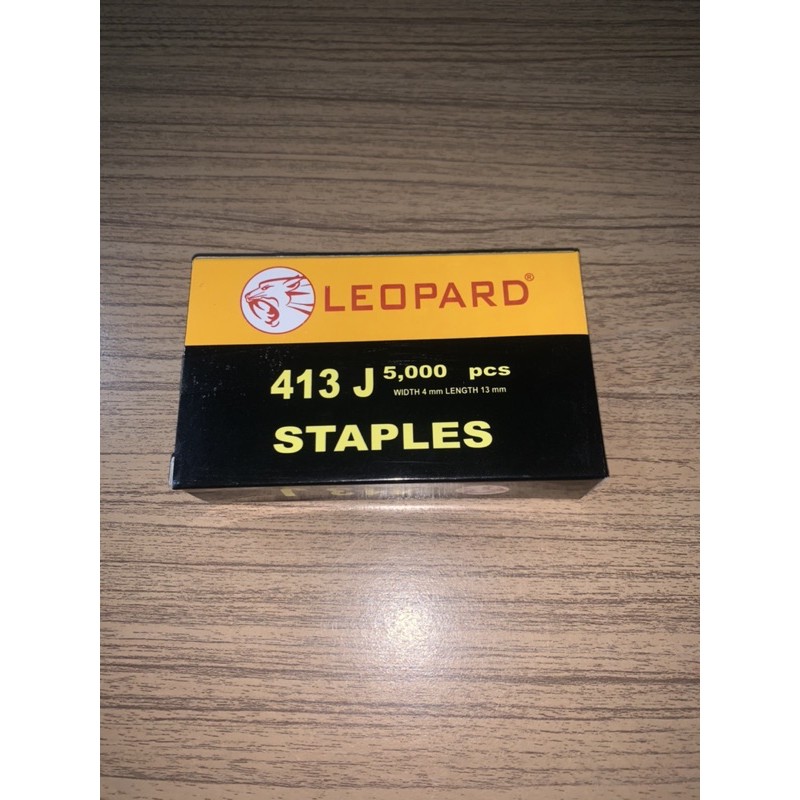 LEOPARD®
413 J 5,000 pcs
WIDTH 4 mm LENGTH 13 mm
STAPLES